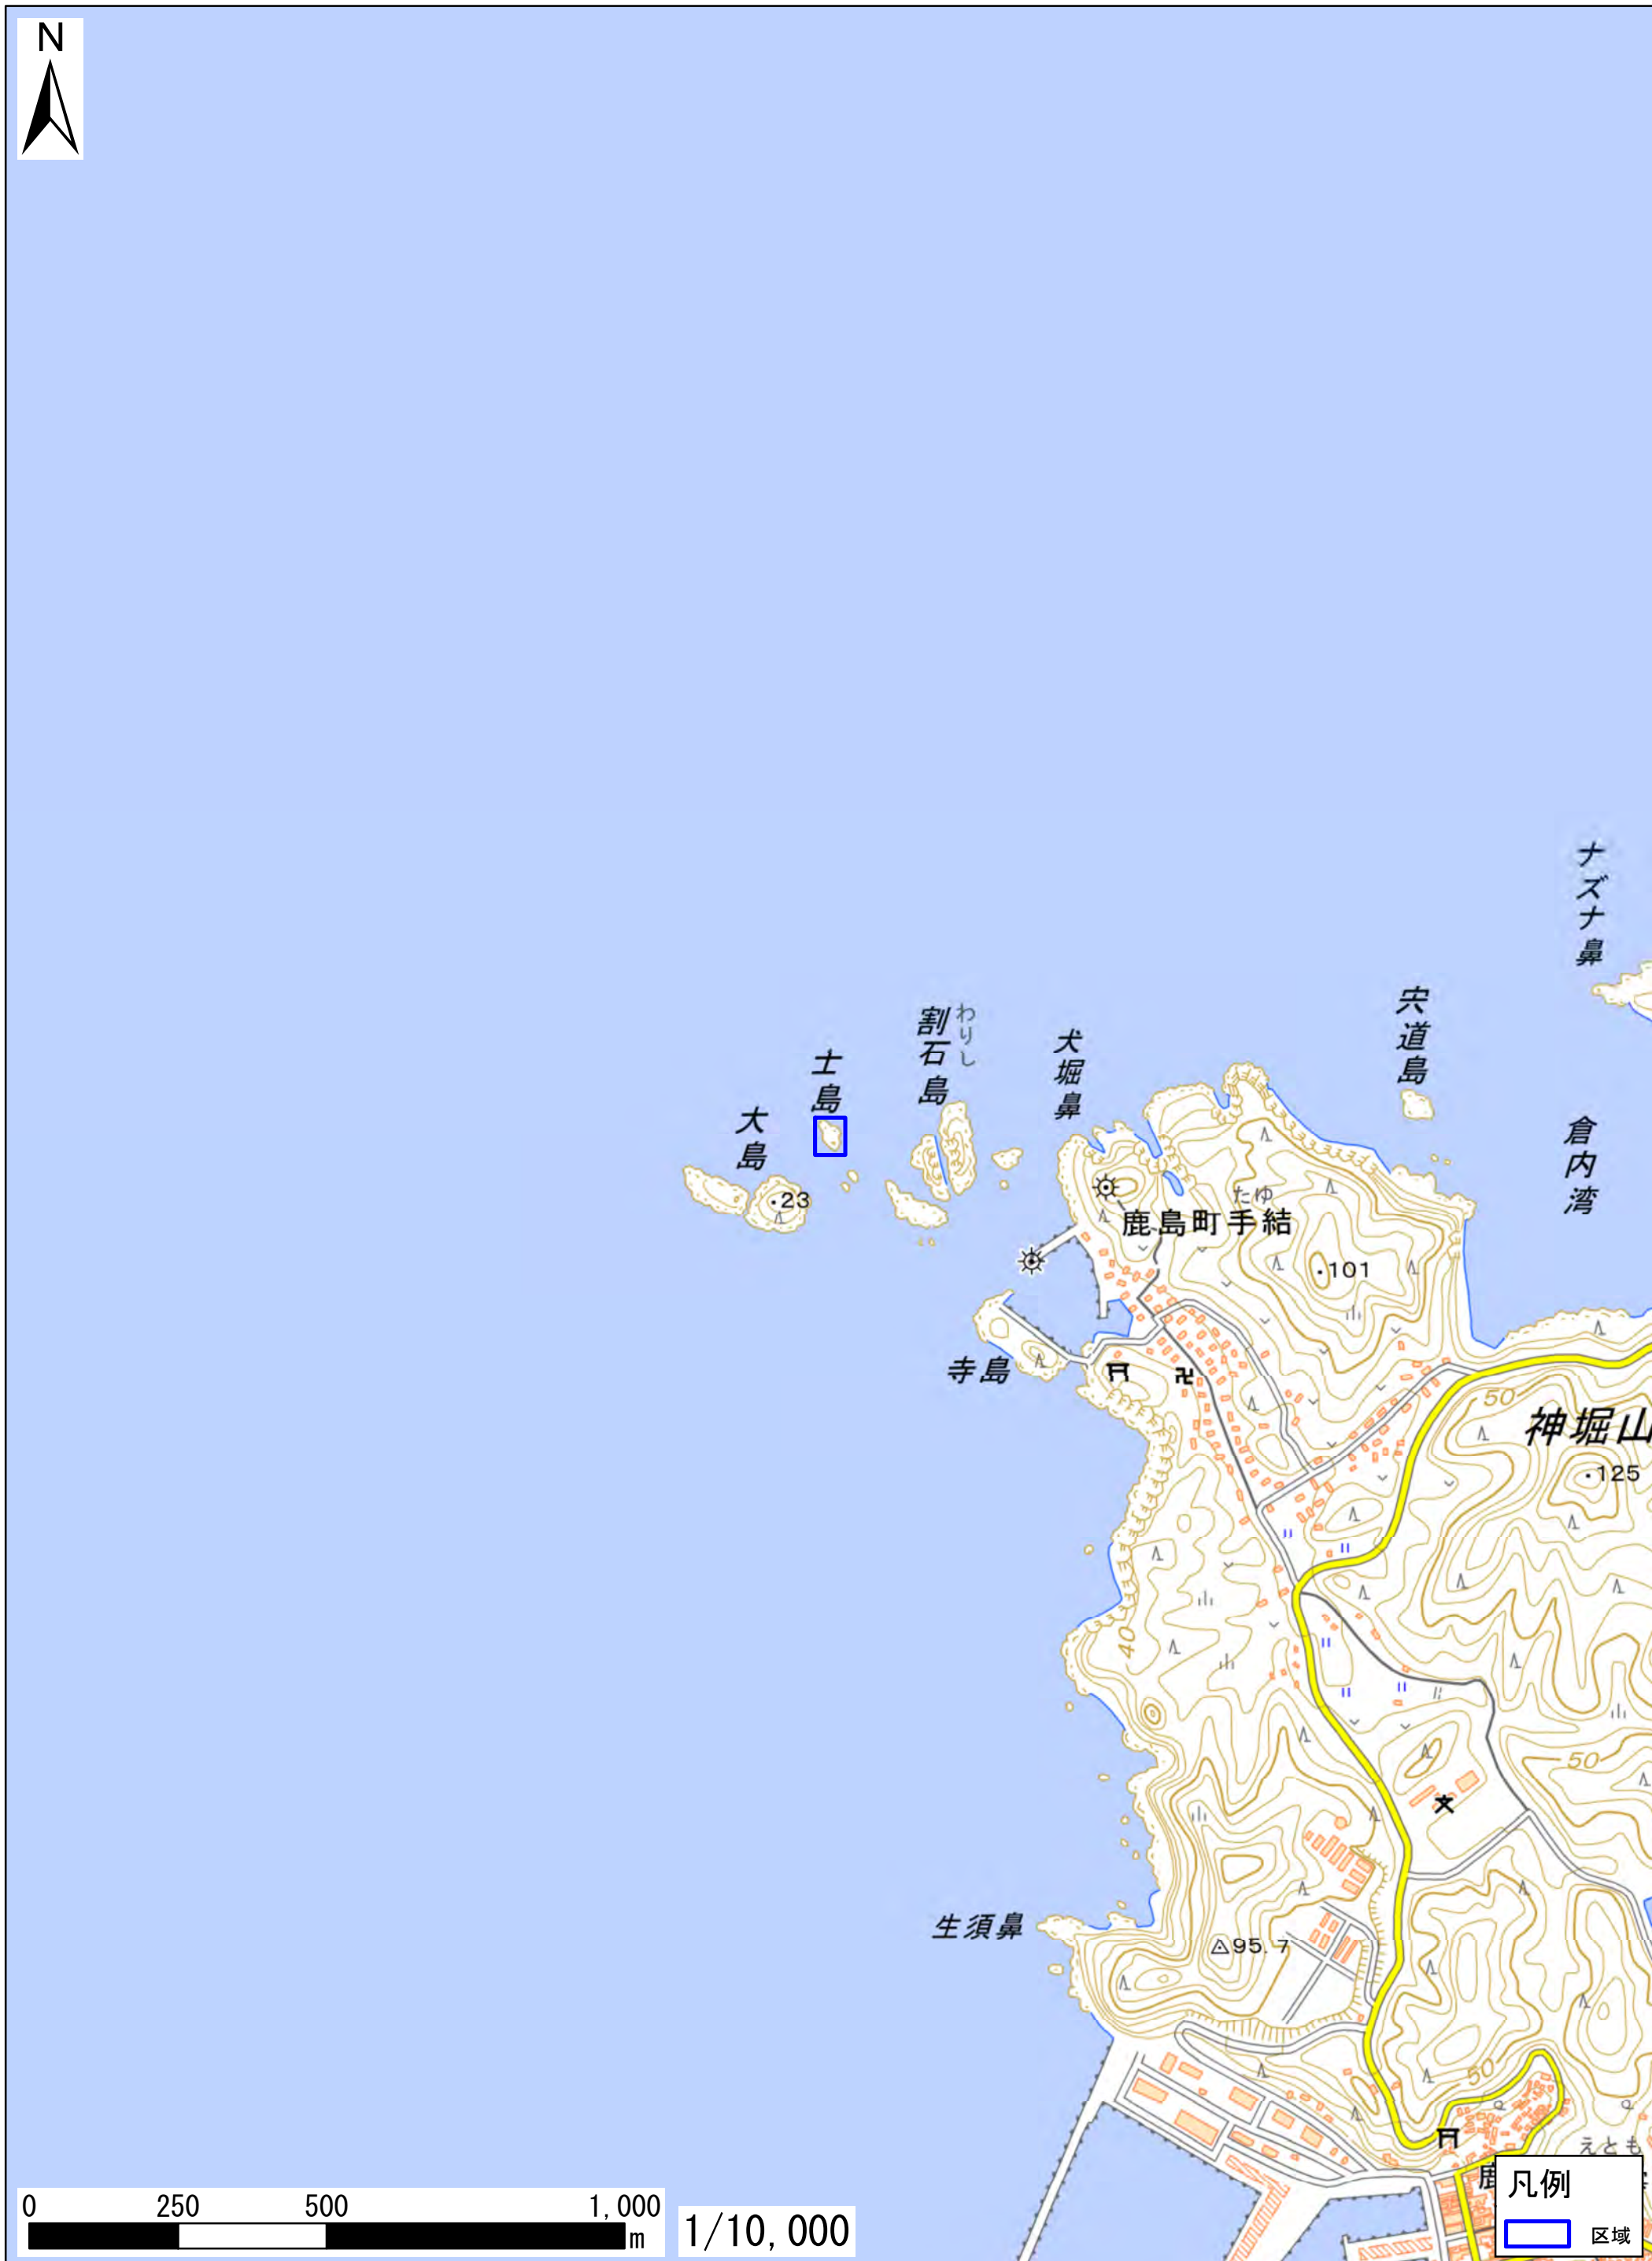 N
ナズナ鼻
宍道島
わりし
割石島
犬堀鼻
士島
大島
倉内湾
23
たゆ
鹿島町手結
101
寺島
50
神堀山
125
40
50
生須鼻
95.7
50
えとも
鹿
凡例
区域
0 250 500 1,000
m
1/10,000